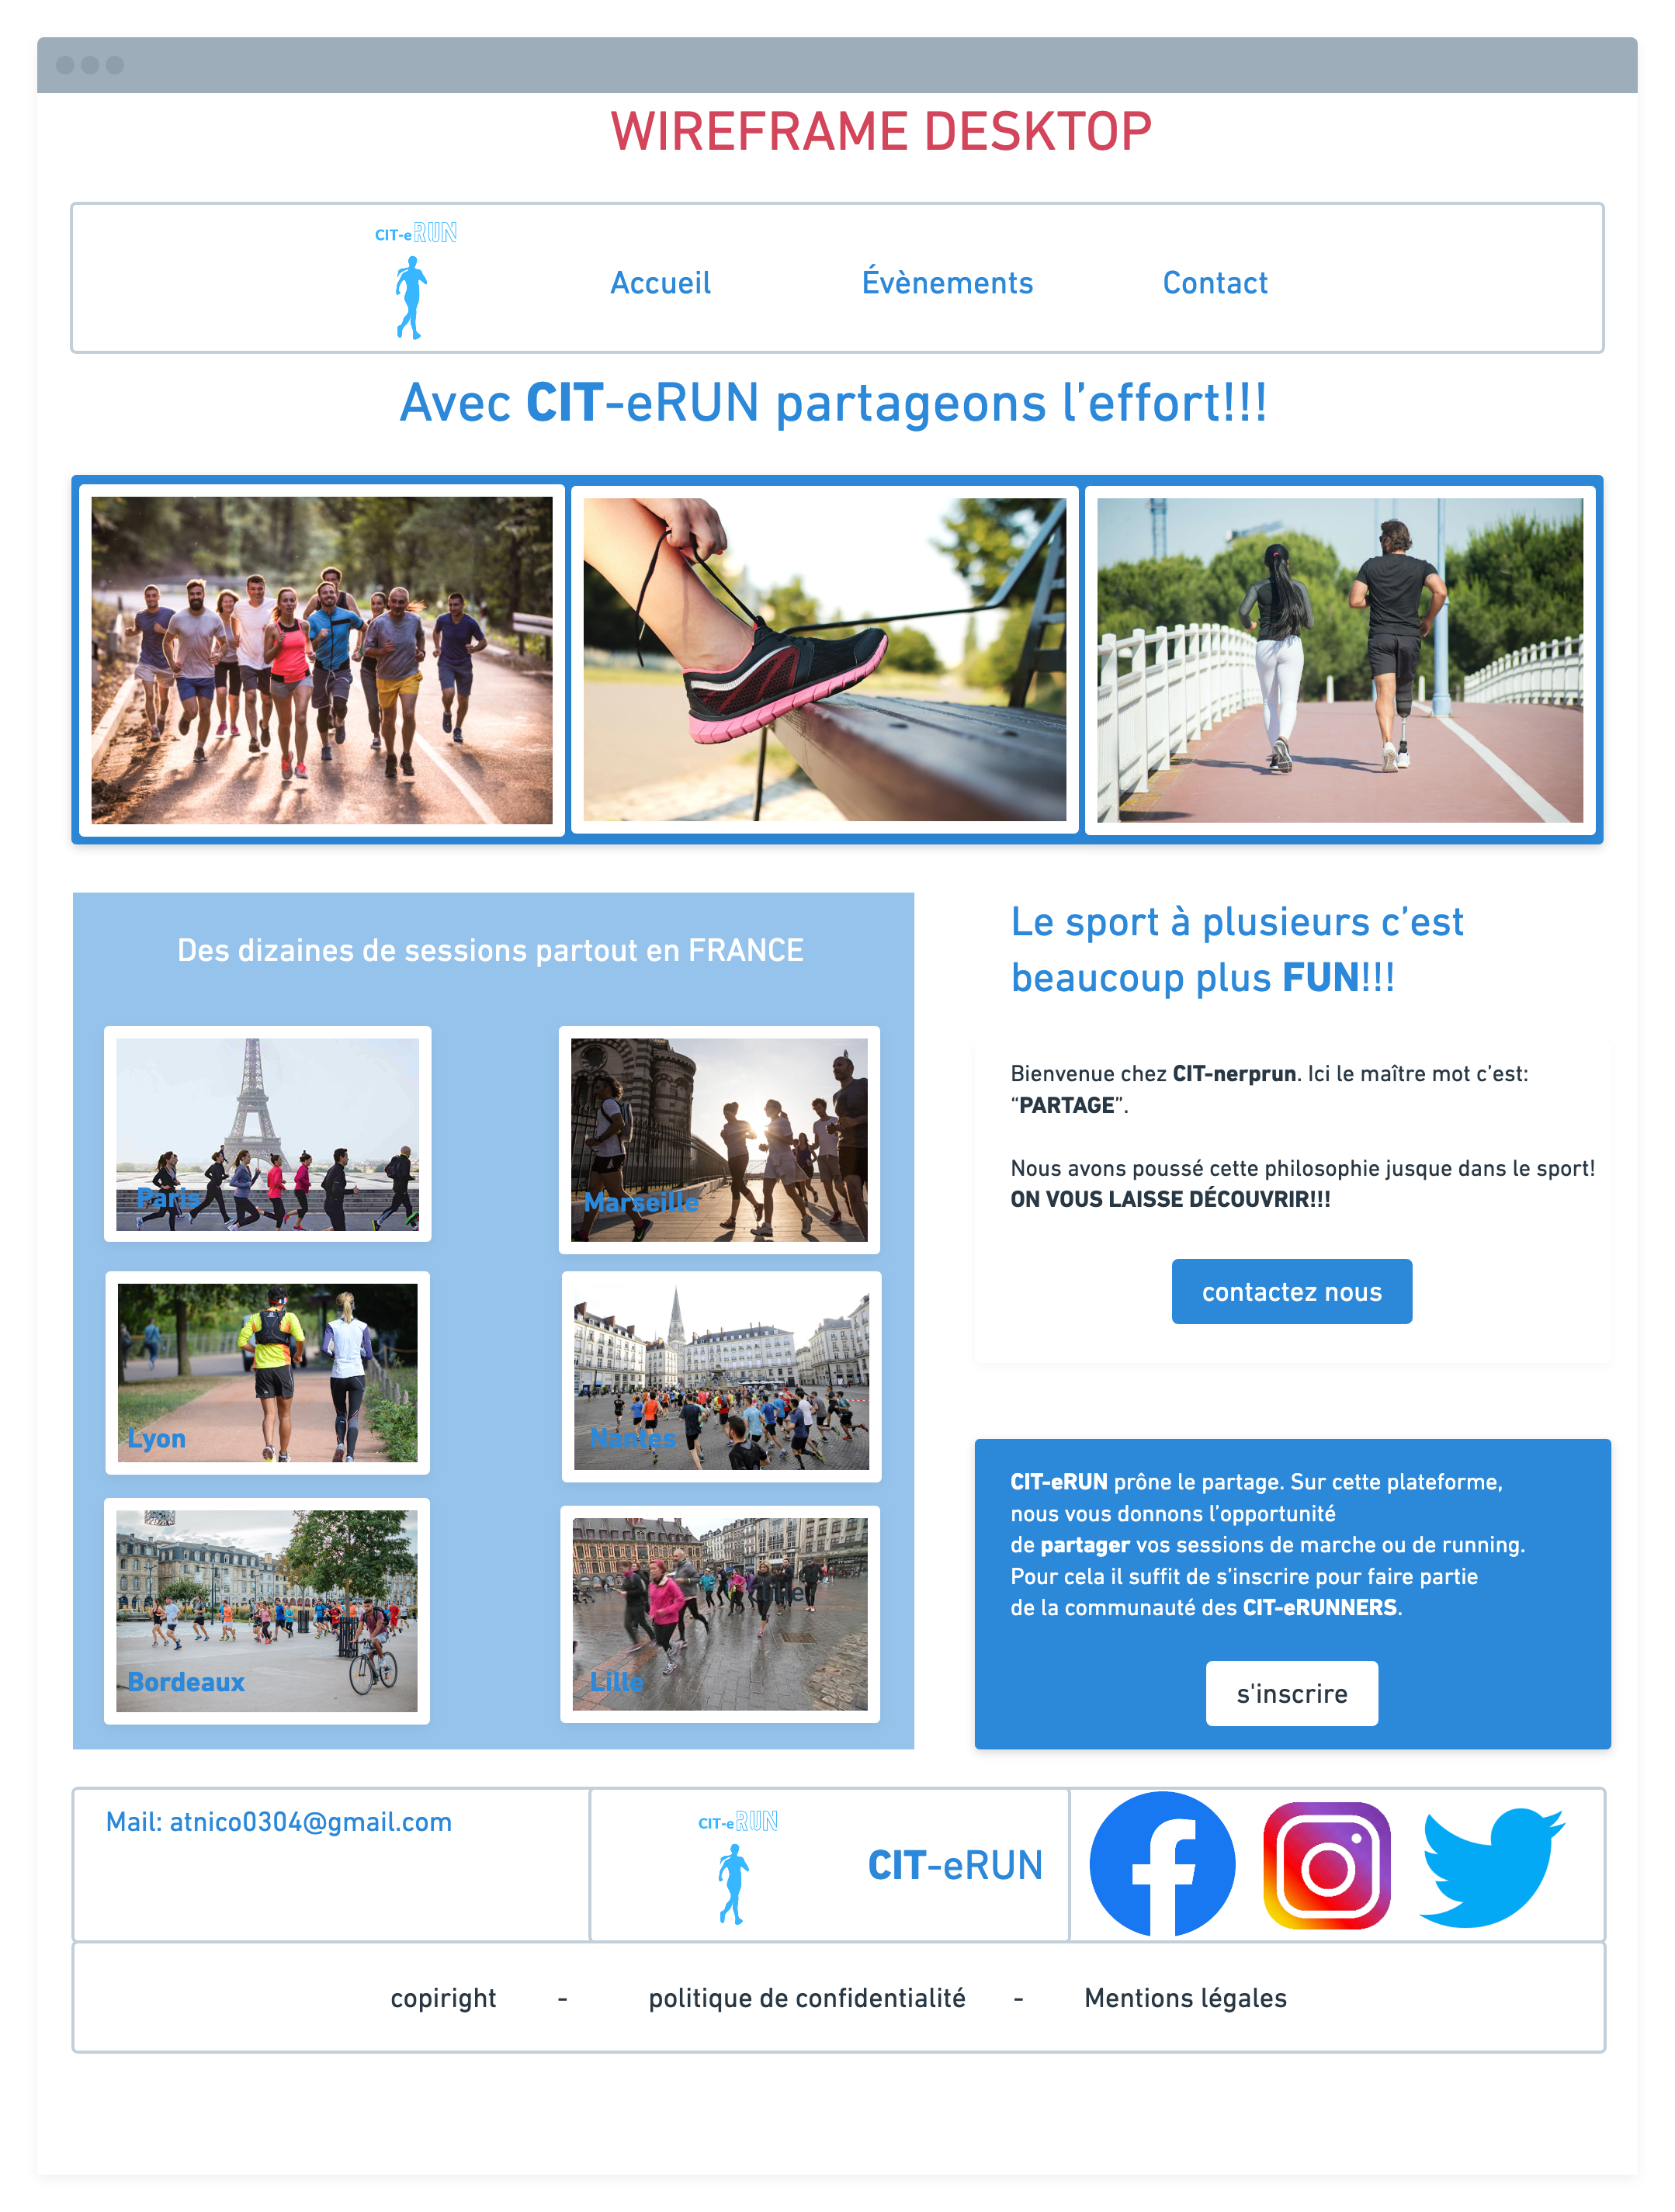 WIREFRAME DESKTOP
CIT-eRUN
Accueil
Évènements
Contact
Avec CIT-eRUN partageons l’effort!!!
Des dizaines de sessions partout en FRANCE
Paris
Marseille
Lyon
Nantes
Bordeaux
Lille
Le sport à plusieurs c’est
beaucoup plus FUN!!!
Bienvenue chez CIT-nerprun. Ici le maître mot c’est:
“PARTAGE”.
Nous avons poussé cette philosophie jusque dans le sport!
ON VOUS LAISSE DÉCOUVRIR!!!
contactez nous
CIT-eRUN prône le partage. Sur cette plateforme,
nous vous donnons l’opportunité
de partager vos sessions de marche ou de running.
Pour cela il suffit de s’inscrire pour faire partie
de la communauté des CIT-eRUNNERS.
s'inscrire
Mail: atnico0304@gmail.com
CIT-eRUN
CIT-eRUN
copiright - politique de confidentialité - Mentions légales